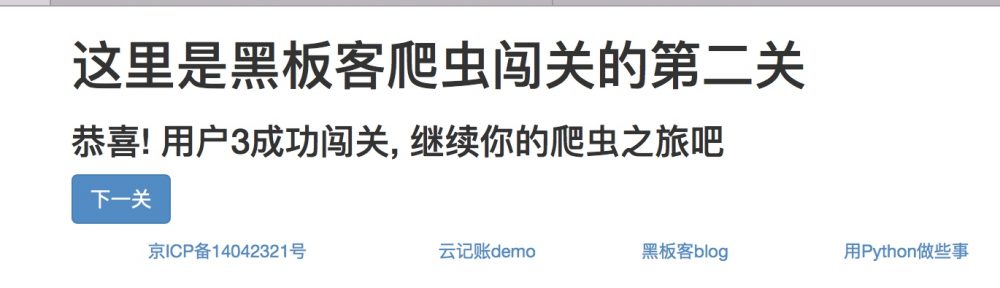 这里是黑板客爬虫闯关的第二关
恭喜! 用户3成功闯关, 继续你的爬虫之旅吧
下一关
京ICP备14042321号 云记账demo 黑板客blog 用Python做些事